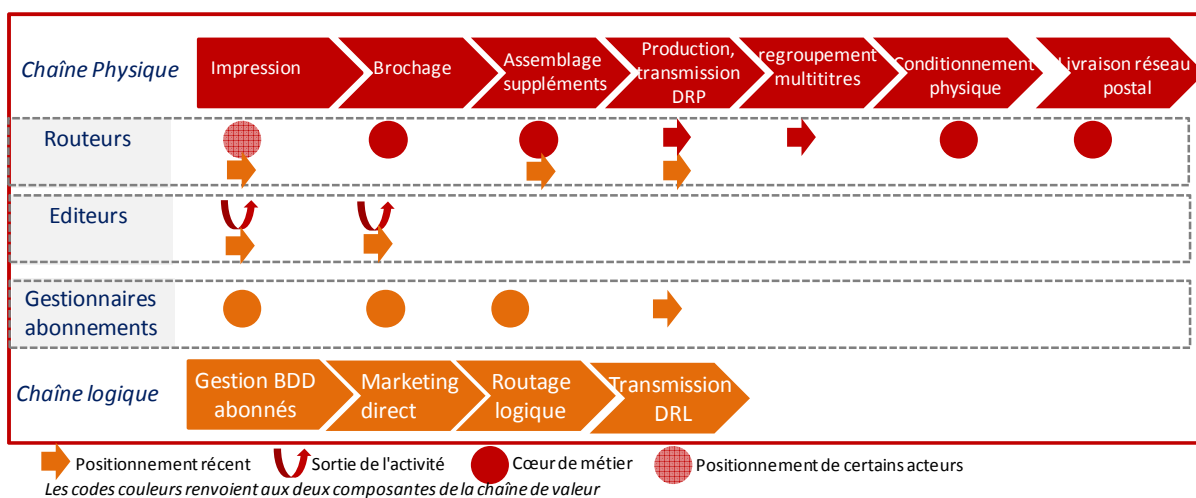 Chaîne Physique
Impression
Brochage
Assemblage
suppléments
Production,
transmission
DRP
regroupement
multititres
Conditionnement
physique
Livraison réseau
postal
Routeurs
Editeurs
Gestionnaires
abonnements
Chaîne logique
Gestion BDD
abonnés
Marketing
direct
Routage
logique
Transmission
DRL
Positionnement récent
Sortie de l'activité
Cœur de métier
Positionnement de certains acteurs
Les codes couleurs renvoient aux deux composantes de la chaîne de valeur